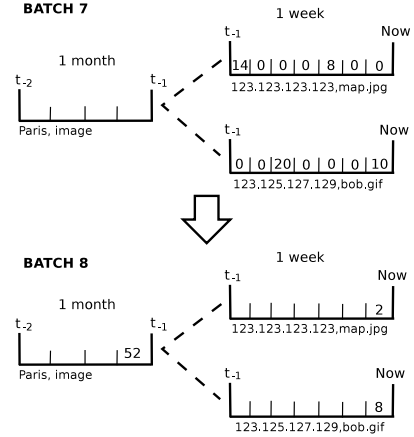 BATCH 7
1 week
t-1 Now
1 month
14 0 0 0 8 0 0
t-2 t-1
123.123.123.123,map.jpg
Paris, image
t-1 Now
0 0 20 0 0 0 10
123.125.127.129,bob.gif
BATCH 8
1 week
t-1 Now
1 month
2
t-2 t-1
123.123.123.123,map.jpg
52
Paris, image
t-1 Now
8
123.125.127.129,bob.gif